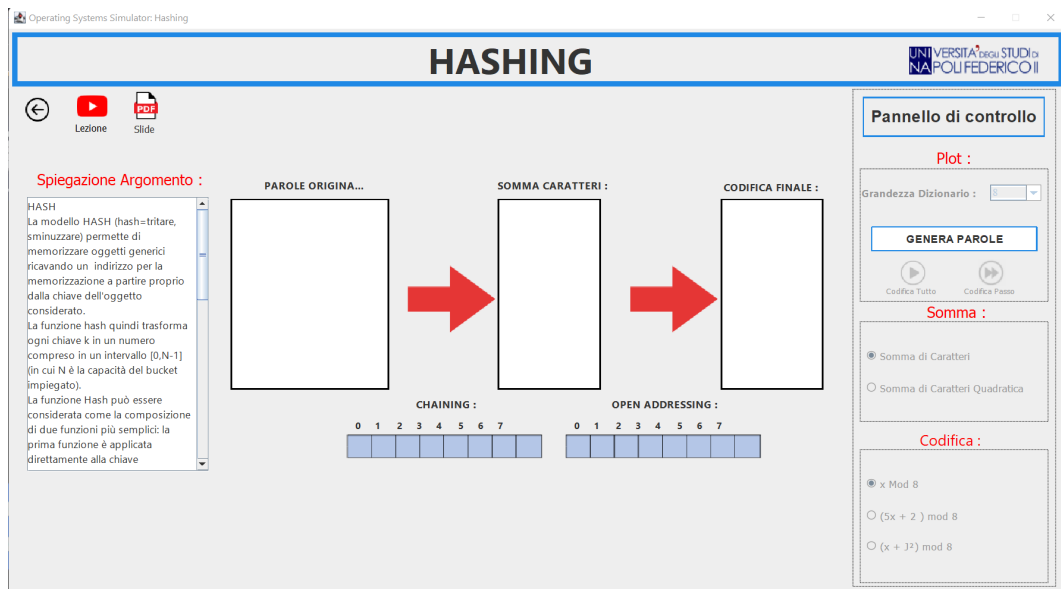 Operating Systems Simulator: Hashing
HASHING
UNIVERSITÀ DEGLI STUDI DI
NAPOLI FEDERICO II
Lezione
PDF
Slide
Spiegazione Argomento :
HASH
La modello HASH (hash=tritare,
sminuzzare) permette di
memorizzare oggetti generici
ricavando un indirizzo per la
memorizzazione a partire proprio
dalla chiave dell'oggetto
considerato.
La funzione hash quindi trasforma
ogni chiave k in un numero
compreso in un intervallo [0,N-1]
(in cui N è la capacità del bucket
impiegato).
La funzione Hash può essere
considerata come la composizione
di due funzioni più semplici: la
prima funzione è applicata
direttamente alla chiave
PAROLE ORIGINA...
SOMMA CARATTERI :
CODIFICA FINALE :
CHAINING :
0 1 2 3 4 5 6 7
OPEN ADDRESSING :
0 1 2 3 4 5 6 7
Pannello di controllo
Plot :
Grandezza Dizionario :
8
GENERA PAROLE
Codifica Tutto
Codifica Passo
Somma :
Somma di Caratteri
Somma di Caratteri Quadratica
Codifica :
x Mod 8
(5x + 2 ) mod 8
(x + J²) mod 8